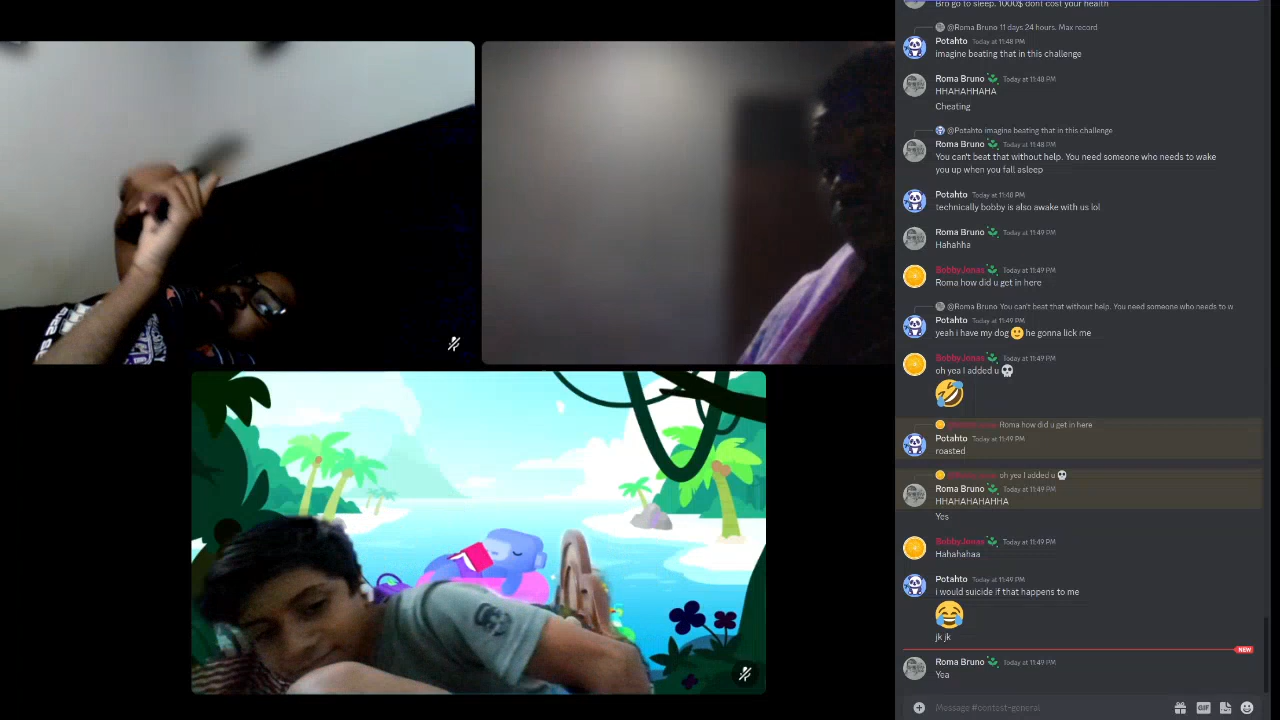 Bro go to sleep. 1000$ dont cost your health
@Roma Bruno 11 days 24 hours. Max record
Potahto Today at 11:48 PM
imagine beating that in this challenge
Roma Bruno Today at 11:48 PM
HHAHAHHAHA
Cheating
@Potahto imagine beating that in this challenge
Roma Bruno Today at 11:48 PM
You can't beat that without help. You need someone who needs to wake
you up when you fall asleep
Potahto Today at 11:48 PM
technically bobby is also awake with us lol
Roma Bruno Today at 11:49 PM
Hahahha
BobbyJonas Today at 11:49 PM
Roma how did u get in here
@Roma Bruno You can't beat that without help. You need someone who needs to w
Potahto Today at 11:49 PM
yeah i have my dog 🙂 he gonna lick me
BobbyJonas Today at 11:49 PM
oh yea I added u 💀
🤣
Roma how did u get in here
Potahto Today at 11:49 PM
roasted
oh yea I added u 💀
Roma Bruno Today at 11:49 PM
HHAHAHAHAHHA
Yes
BobbyJonas Today at 11:49 PM
Hahahahaa
Potahto Today at 11:49 PM
i would suicide if that happens to me
😂
jk jk
NEW
Roma Bruno Today at 11:49 PM
Yea
Message #contest-general
GIF